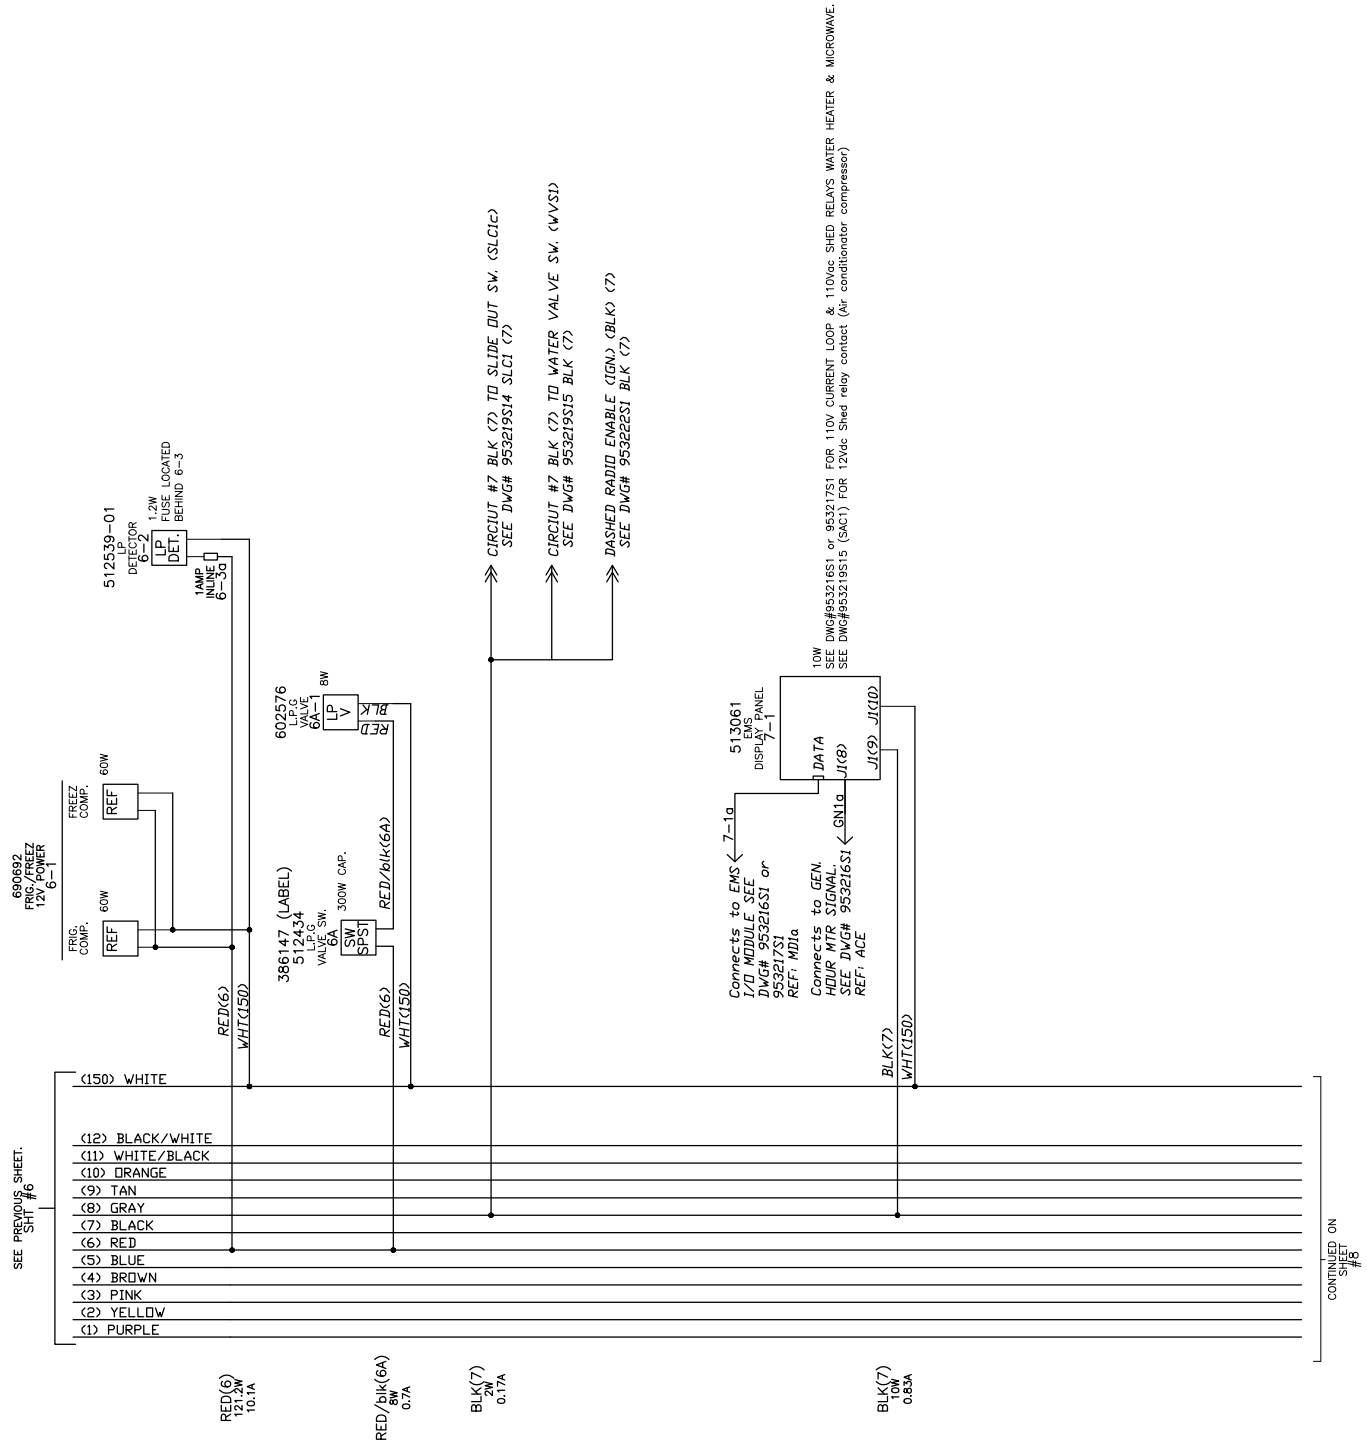 SEE DWG#953216S1 or 953217S1 FOR 110V CURRENT LOOP & 110Vac SHED RELAYS WATER HEATER & MICROWAVE.
SEE DWG#953219S15 (SAC1) FOR 12Vdc Shed relay contact (Air conditionator compressor)
CIRCIUT #7 BLK (7) TO SLIDE OUT SW. (SLC1c)
SEE DWG# 953219S14 SLC1 (7)
CIRCIUT #7 BLK (7) TO WATER VALVE SW. (WVS1)
SEE DWG# 953219S15 BLK (7)
DASHED RADIO ENABLE (IGN.) (BLK) (7)
SEE DWG# 953222S1 BLK (7)
512539-01
LP
DETECTOR
6-2
LP
DET.
1.2W
FUSE LOCATED
BEHIND 6-3
1AMP
INLINE
6-3a
602576
L.P.G
VALVE
6A-1
8W
LP
V
RED
BLK
690692
FRIG./FREEZ
12V POWER
6-1
FREEZ
COMP.
REF
60W
FRIG.
COMP.
REF
60W
386147 (LABEL)
512434
L.P.G
VALVE SW.
6A
SW
SPST
300W CAP.
RED/blk(6A)
RED(6)
WHT(150)
RED(6)
WHT(150)
513061
EMS
DISPLAY PANEL
7-1
10W
DATA
J1(8)
J1(9)
J1(10)
7-1a
GN1a
Connects to EMS
I/O MODULE SEE
DWG# 953216S1 or
953217S1
REF: MD1a
Connects to GEN.
HOUR MTR SIGNAL.
SEE DWG# 953216S1
REF: ACE
BLK(7)
WHT(150)
SEE PREVIOUS SHEET.
SHT #6
(150) WHITE
(12) BLACK/WHITE
(11) WHITE/BLACK
(10) ORANGE
(9) TAN
(8) GRAY
(7) BLACK
(6) RED
(5) BLUE
(4) BROWN
(3) PINK
(2) YELLOW
(1) PURPLE
CONTINUED ON
SHEET
#8
RED(6)
121.2W
10.1A
RED/blk(6A)
8W
0.7A
BLK(7)
2W
0.17A
BLK(7)
10W
0.83A